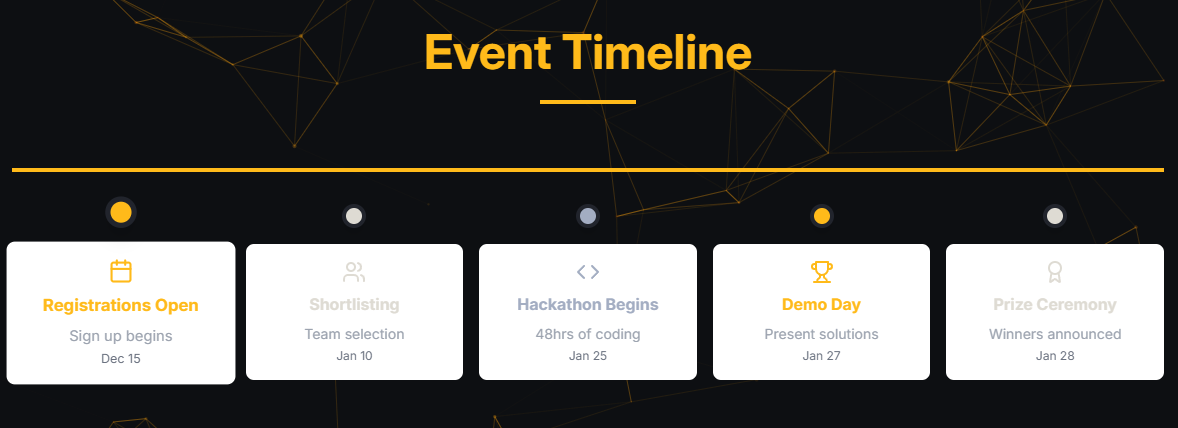 Event Timeline
Registrations Open
Sign up begins
Dec 15
Shortlisting
Team selection
Jan 10
Hackathon Begins
48hrs of coding
Jan 25
Demo Day
Present solutions
Jan 27
Prize Ceremony
Winners announced
Jan 28